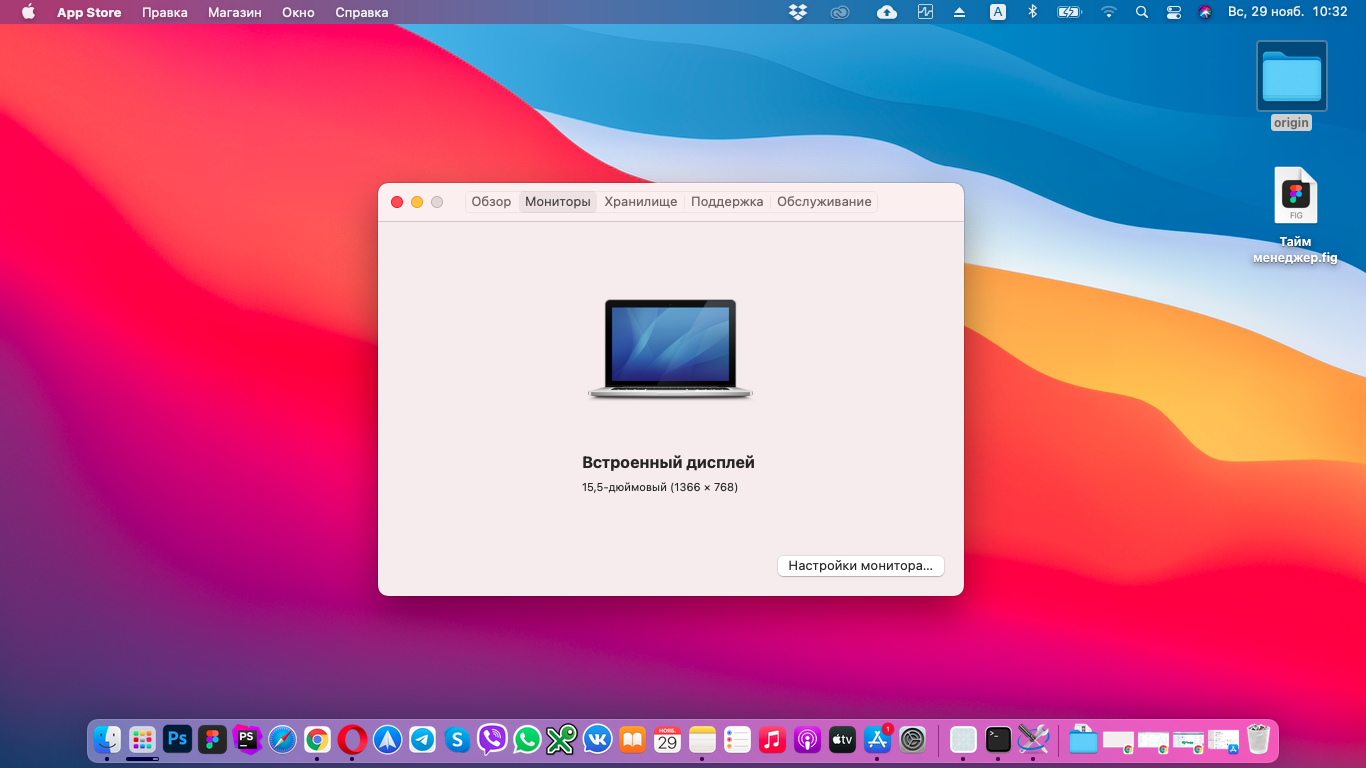 App Store Правка Магазин Окно Справка A Вс, 29 нояб. 10:32
origin
FIG
Тайм
менеджер.fig
Обзор Мониторы Хранилище Поддержка Обслуживание
Встроенный дисплей
15,5-дюймовый (1366 × 768)
Настройки монитора...
Ps PS S НОЯБ. 29 tv 1